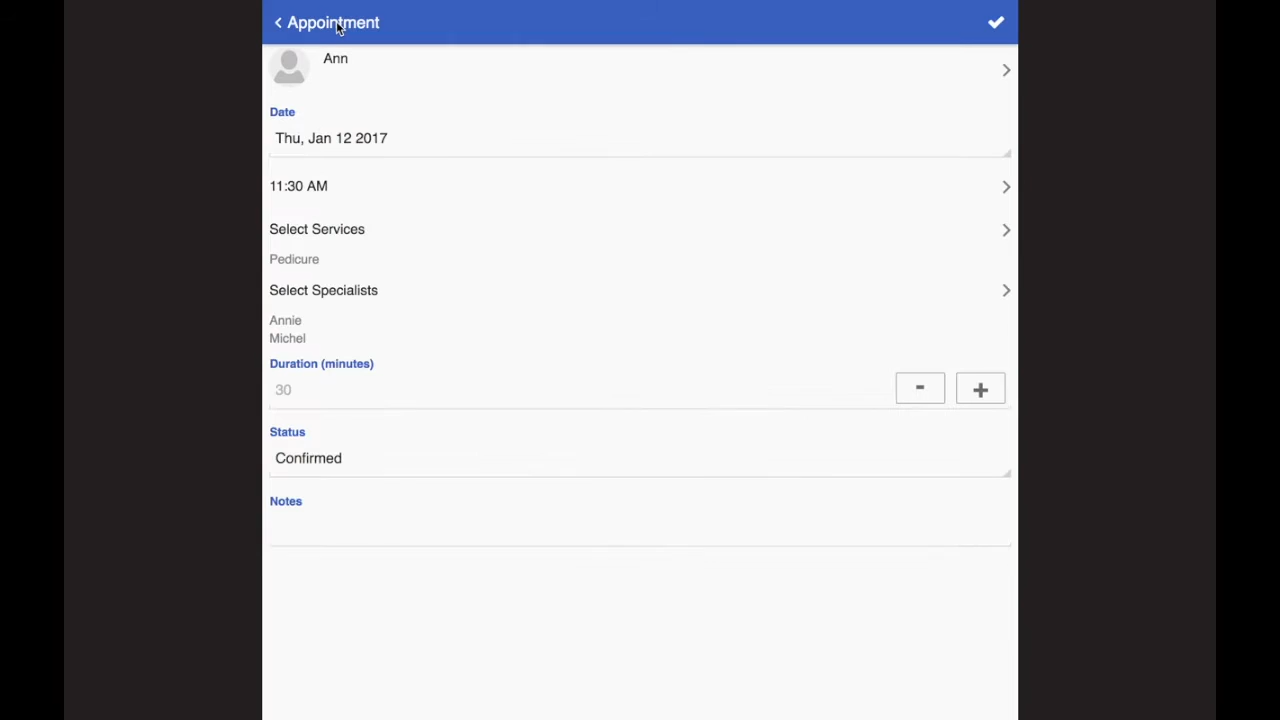 Appointment
Ann
Date
Thu, Jan 12 2017
11:30 AM
Select Services
Pedicure
Select Specialists
Annie
Michel
Duration (minutes)
30
-
+
Status
Confirmed
Notes